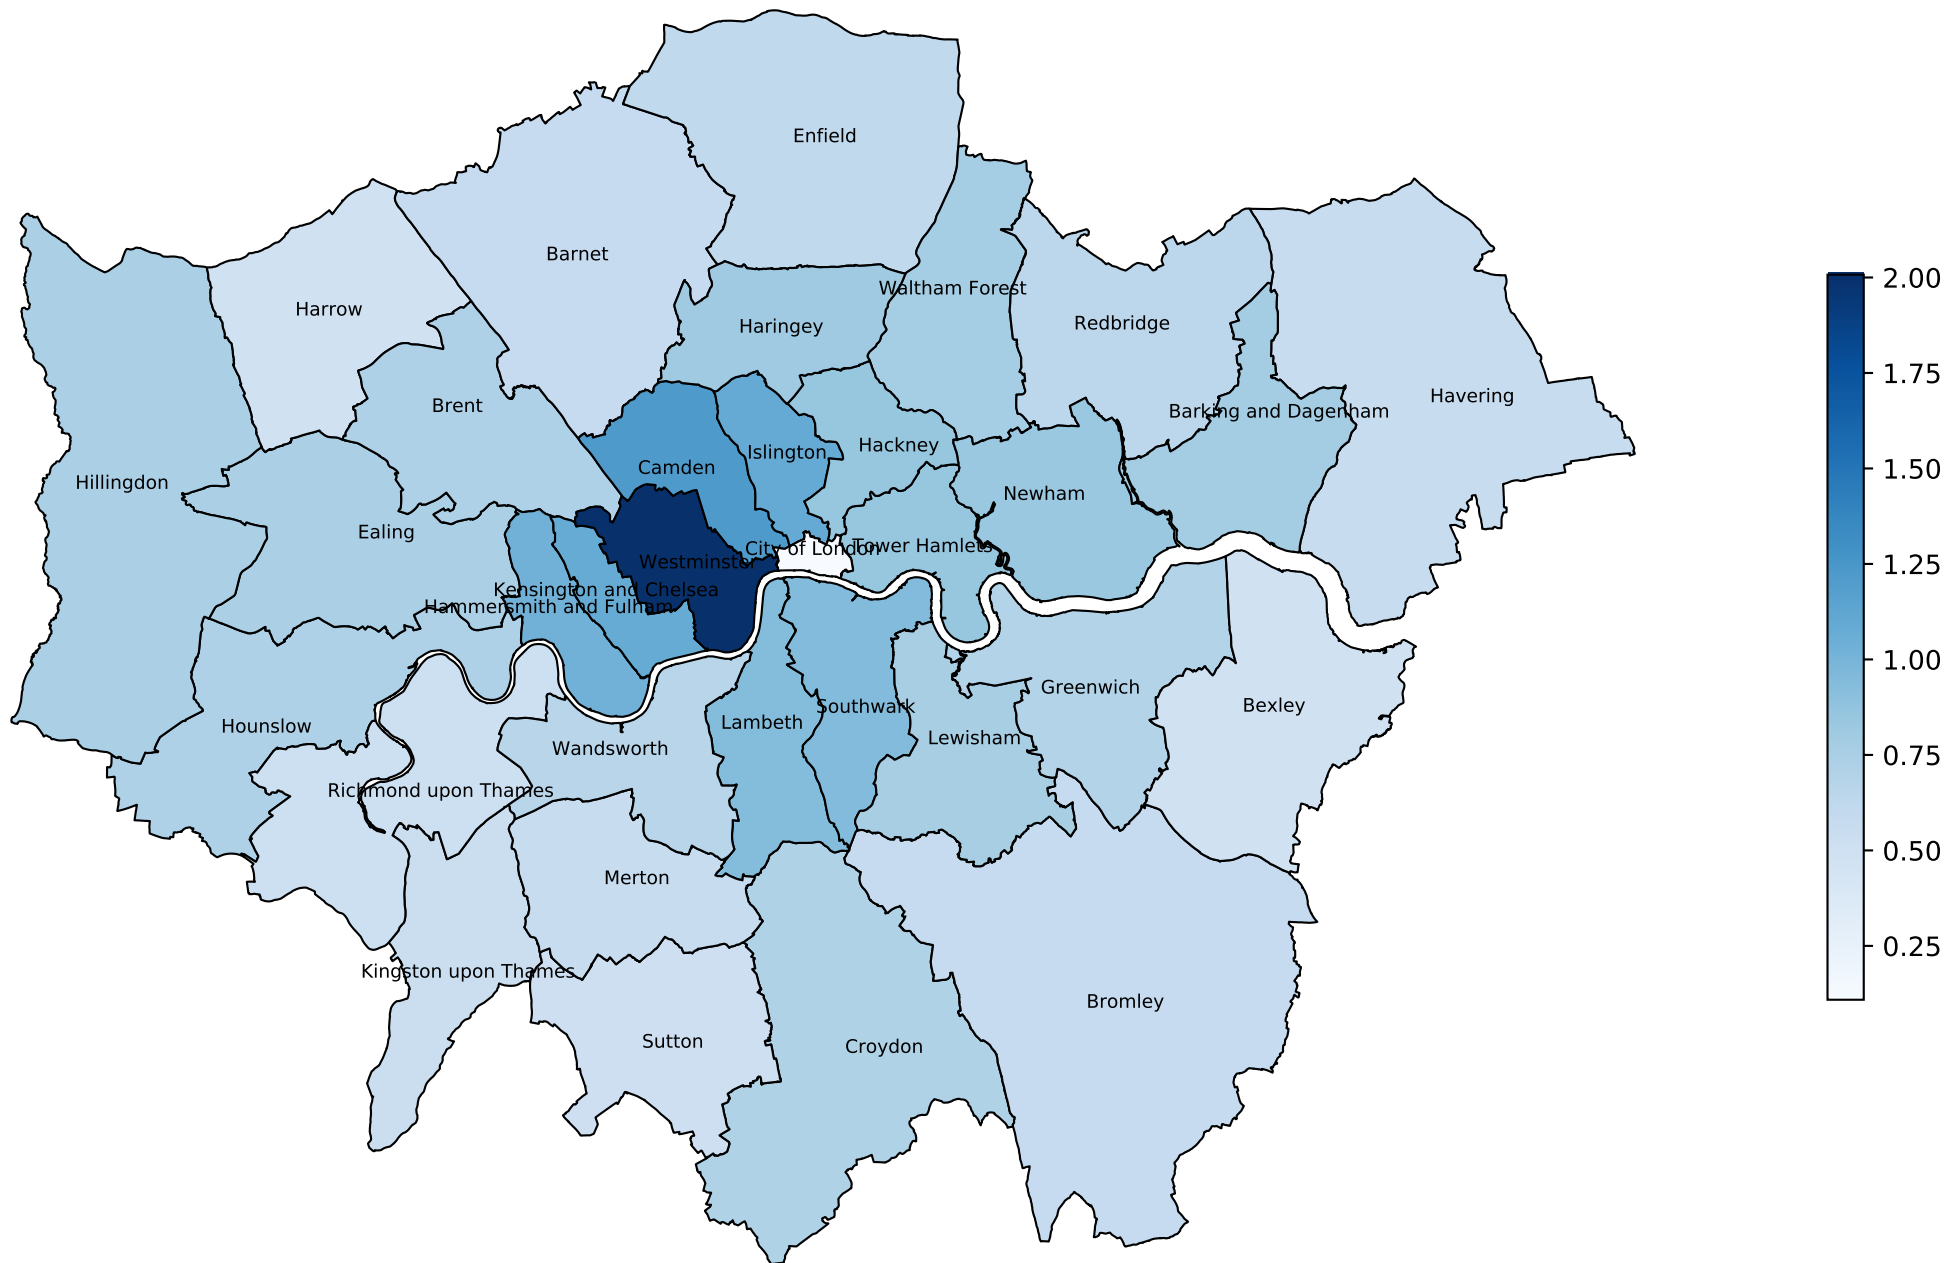 Enfield
Barnet
Waltham Forest
Harrow
Haringey
Redbridge
Havering
Brent
Barking and Dagenham
Hackney
Islington
Camden
Hillingdon
Newham
Ealing
Tower Hamlets
City of London
Westminster
Kensington and Chelsea
Hammersmith and Fulham
Greenwich
Bexley
Southwark
Lambeth
Hounslow
Lewisham
Wandsworth
Richmond upon Thames
Merton
Kingston upon Thames
Bromley
Sutton
Croydon
2.00
1.75
1.50
1.25
1.00
0.75
0.50
0.25